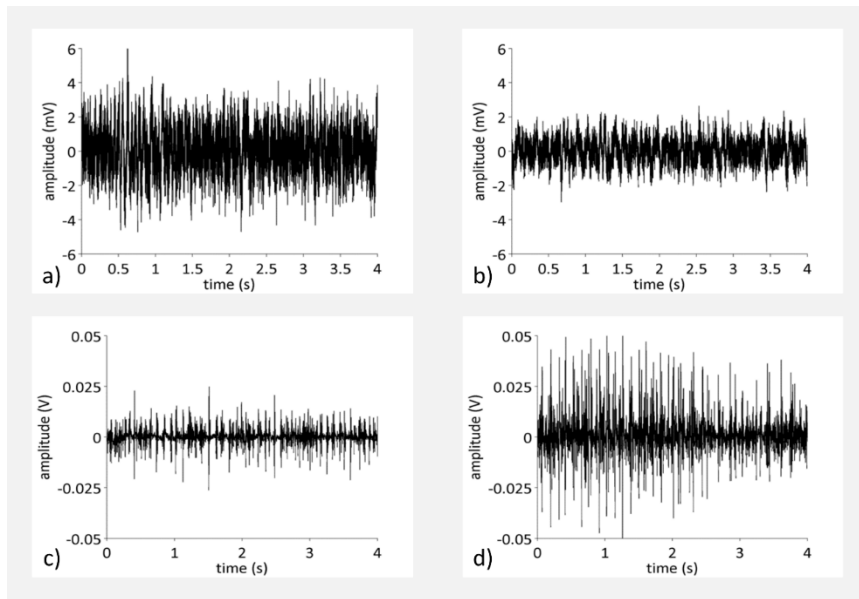 amplitude (mV)
6
4
2
0
-2
-4
-6
0 0.5 1 1.5 2 2.5 3 3.5 4
time (s)
a)
amplitude (mV)
6
4
2
0
-2
-4
-6
0 0.5 1 1.5 2 2.5 3 3.5 4
time (s)
b)
amplitude (V)
0.05
0.025
0
-0.025
-0.05
0 1 2 3 4
time (s)
c)
amplitude (V)
0.05
0.025
0
-0.025
-0.05
0 1 2 3 4
time (s)
d)